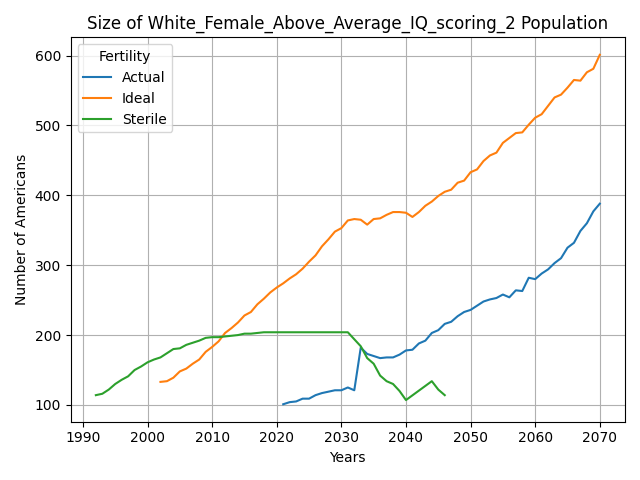 Size of White_Female_Above_Average_IQ_scoring_2 Population
Fertility
Actual
Ideal
Sterile
Number of Americans
600
500
400
300
200
100
1990 2000 2010 2020 2030 2040 2050 2060 2070
Years